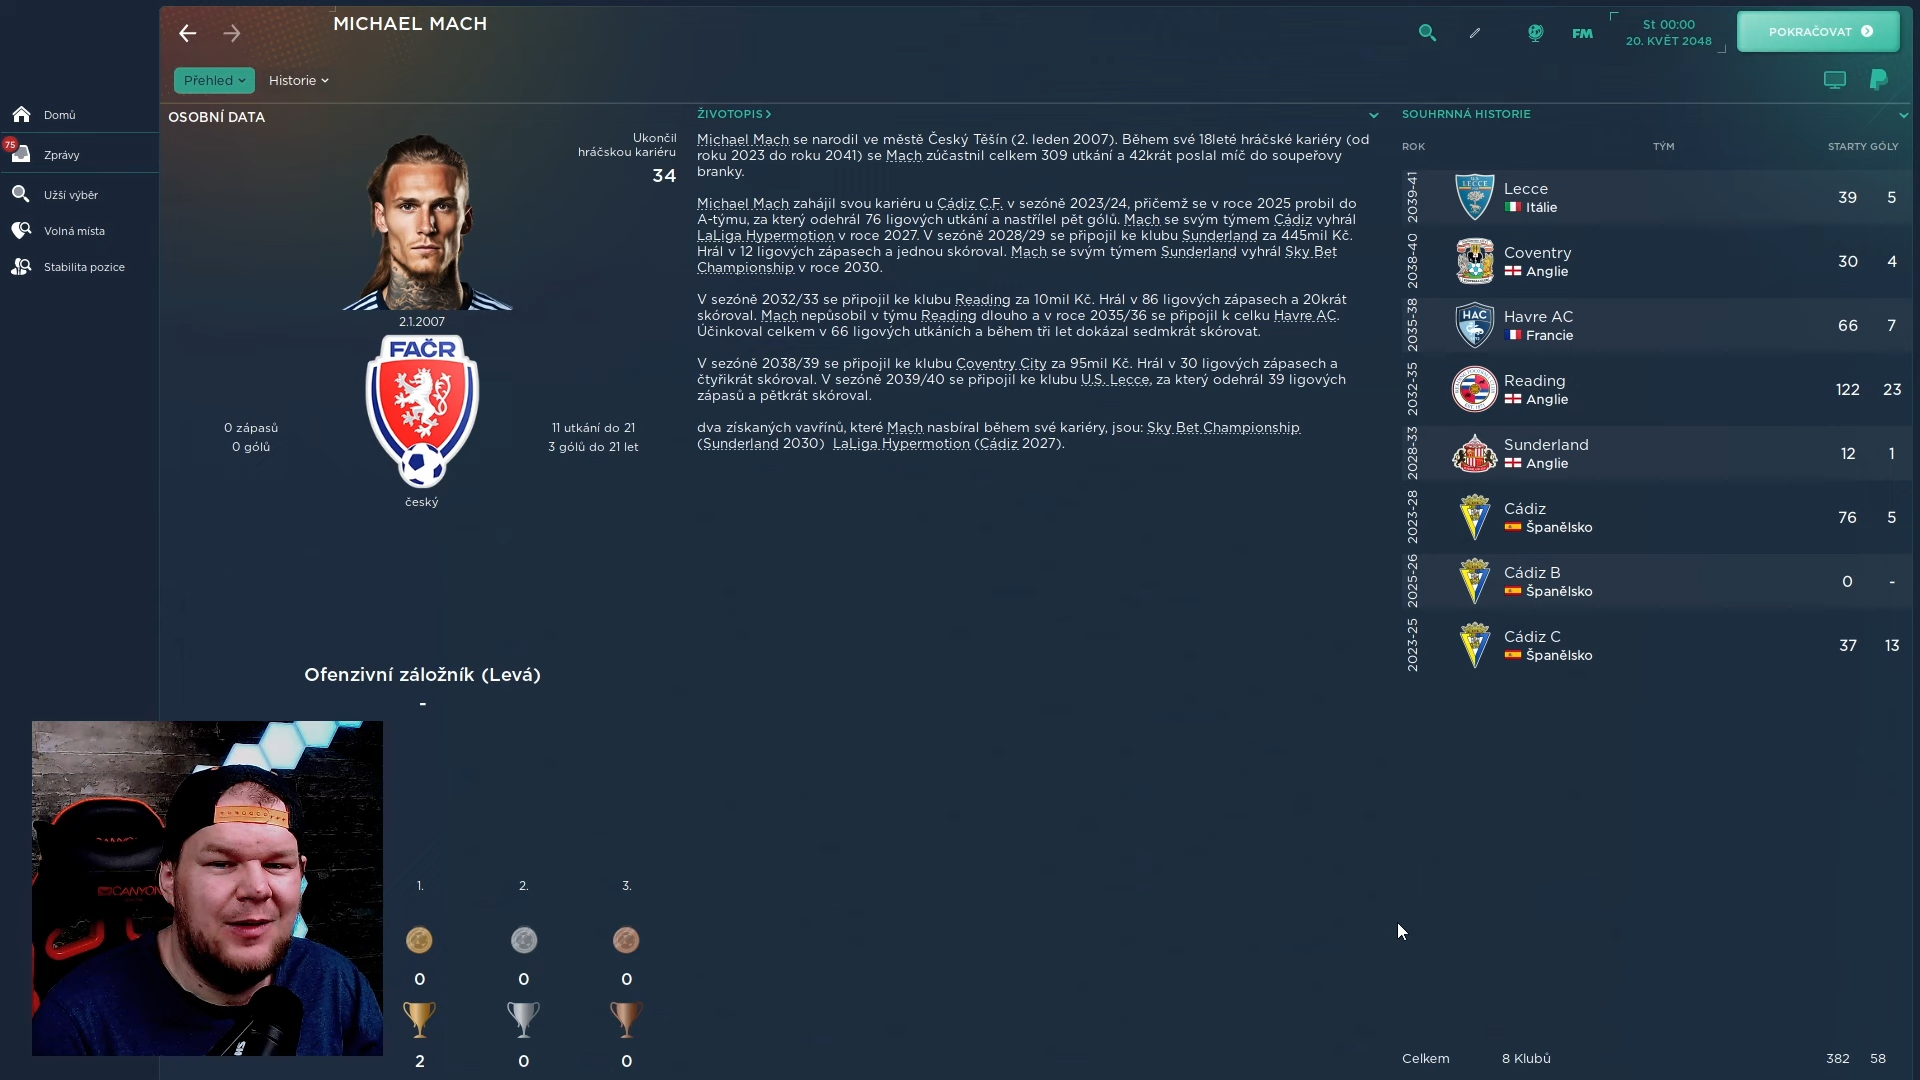 MICHAEL MACH
St 00:00
20. KVĚT 2048
POKRAČOVAT
FM
Přehled
Historie
Domů
75
Zprávy
Užší výběr
Volná místa
Stabilita pozice
OSOBNÍ DATA
Ukončil
hráčskou kariéru
34
2.1.2007
FAČR
0 zápasů
0 gólů
11 utkání do 21
3 gólů do 21 let
český
Ofenzivní záložník (Levá)
-
1. 2. 3.
0 0 0
2 0 0
CANYON
ŽIVOTOPIS
Michael Mach se narodil ve městě Český Těšín (2. leden 2007). Během své 18leté hráčské kariéry (od
roku 2023 do roku 2041) se Mach zúčastnil celkem 309 utkání a 42krát poslal míč do soupeřovy
branky.
Michael Mach zahájil svou kariéru u Cádiz C.F. v sezóně 2023/24, přičemž se v roce 2025 probil do
A-týmu, za který odehrál 76 ligových utkání a nastřílel pět gólů. Mach se svým týmem Cádiz vyhrál
LaLiga Hypermotion v roce 2027. V sezóně 2028/29 se připojil ke klubu Sunderland za 445mil Kč.
Hrál v 12 ligových zápasech a jednou skóroval. Mach se svým týmem Sunderland vyhrál Sky Bet
Championship v roce 2030.
V sezóně 2032/33 se připojil ke klubu Reading za 10mil Kč. Hrál v 86 ligových zápasech a 20krát
skóroval. Mach nepůsobil v týmu Reading dlouho a v roce 2035/36 se připojil k celku Havre AC.
Účinkoval celkem v 66 ligových utkáních a během tří let dokázal sedmkrát skórovat.
V sezóně 2038/39 se připojil ke klubu Coventry City za 95mil Kč. Hrál v 30 ligových zápasech a
čtyřikrát skóroval. V sezóně 2039/40 se připojil ke klubu U.S. Lecce, za který odehrál 39 ligových
zápasů a pětkrát skóroval.
dva získaných vavřínů, které Mach nasbíral během své kariéry, jsou: Sky Bet Championship
(Sunderland 2030)  LaLiga Hypermotion (Cádiz 2027).
SOUHRNNÁ HISTORIE
ROK TÝM STARTY GÓLY
2039-41 Lecce 39 5
Itálie
2038-40 Coventry 30 4
Anglie
2035-38 HAC Havre AC 66 7
Francie
2032-35 Reading 122 23
Anglie
2028-33 Sunderland 12 1
Anglie
2023-28 Cádiz 76 5
Španělsko
2025-26 Cádiz B 0 -
Španělsko
2023-25 Cádiz C 37 13
Španělsko
Celkem 8 Klubů 382 58